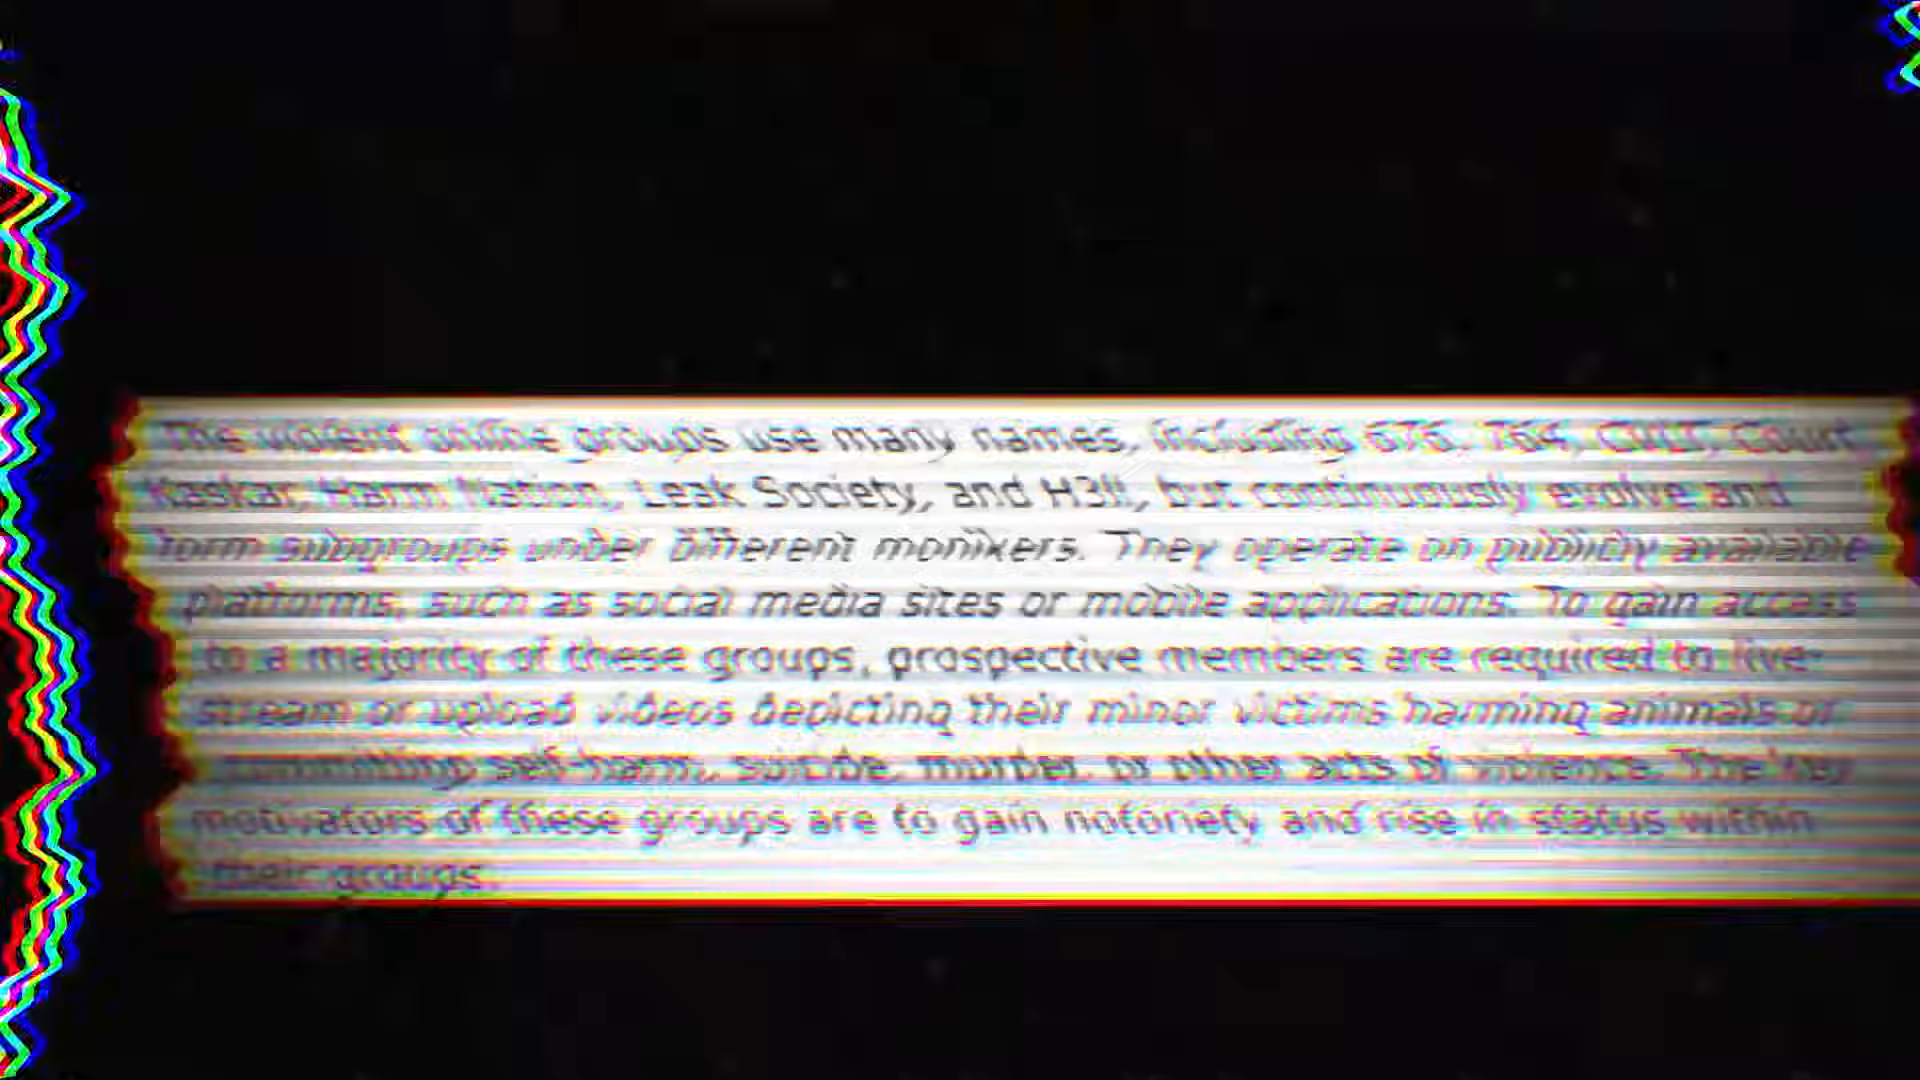 The violent online groups use many names, including 676, 764, CVLT, Court
Kaskar, Harm Nation, Leak Society, and H3ll, but continuously evolve and
form subgroups under different monikers. They operate on publicly available
platforms, such as social media sites or mobile applications. To gain access
to a majority of these groups, prospective members are required to live-
stream or upload videos depicting their minor victims harming animals or
committing self-harm, suicide, murder, or other acts of violence. The key
motivators of these groups are to gain notoriety and rise in status within
their groups.